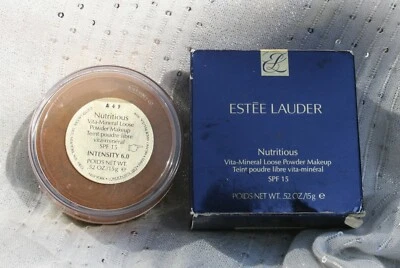 A49
Nutritious
Vita-Mineral Loose
Powder Makeup
Teint poudre libre
vita-minéral
SPF 15
INTENSITY 6.0
POIDS NET WT.
.52 OZ./15g ℮
EL
ESTĒE LAUDER
Nutritious
Vita-Mineral Loose Powder Makeup
Teint poudre libre vita-minéral
SPF 15
POIDS NET WT. .52 OZ./15g ℮